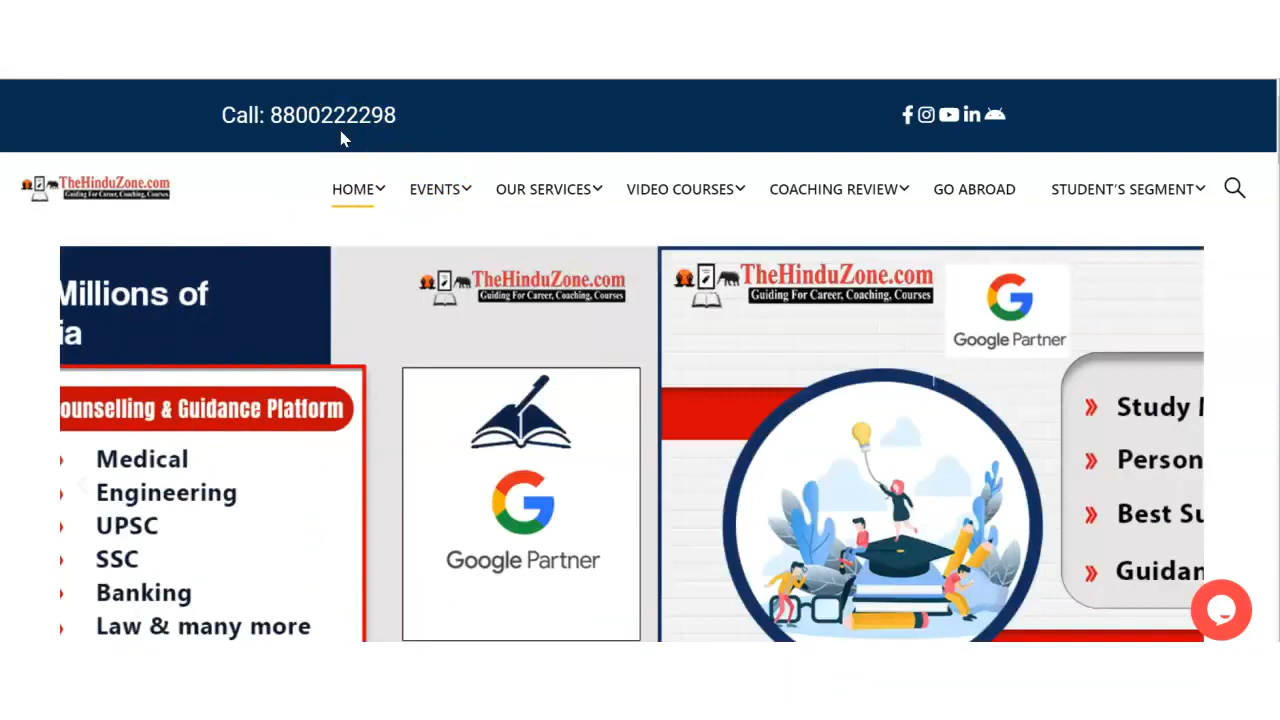 Call: 8800222298
TheHinduZone.com
Guiding For Career, Coaching, Courses
HOME EVENTS OUR SERVICES VIDEO COURSES COACHING REVIEW GO ABROAD STUDENT'S SEGMENT
Millions of
ia
ounselling & Guidance Platform
Medical
Engineering
UPSC
SSC
Banking
Law & many more
TheHinduZone.com
Guiding For Career, Coaching, Courses
Google Partner
TheHinduZone.com
Guiding For Career, Coaching, Courses
Google Partner
Study
Person
Best Su
Guidan